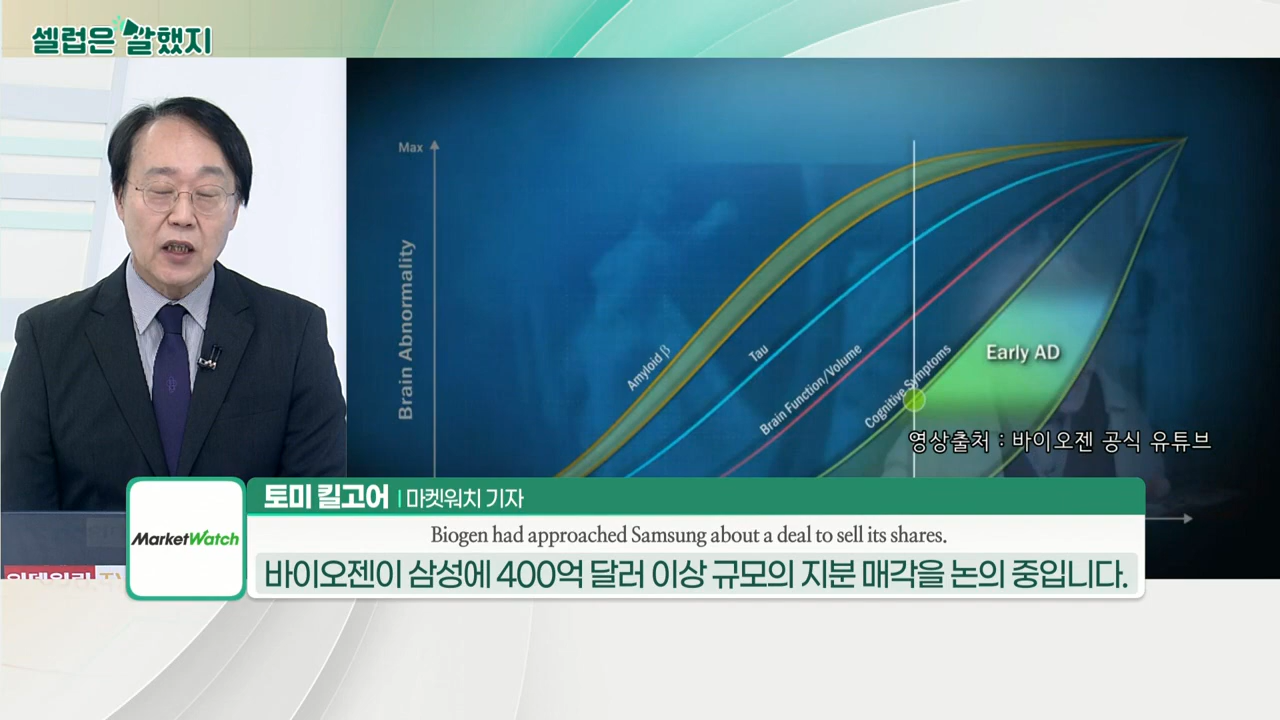 셀럽은 말했지
Max
Brain Abnormality
Amyloid β
Tau
Brain Function/Volume
Cognitive Symptoms
Early AD
영상출처 : 바이오젠 공식 유튜브
토미 킬고어 | 마켓워치 기자
MarketWatch
Biogen had approached Samsung about a deal to sell its shares.
바이오젠이 삼성에 400억 달러 이상 규모의 지분 매각을 논의 중입니다.